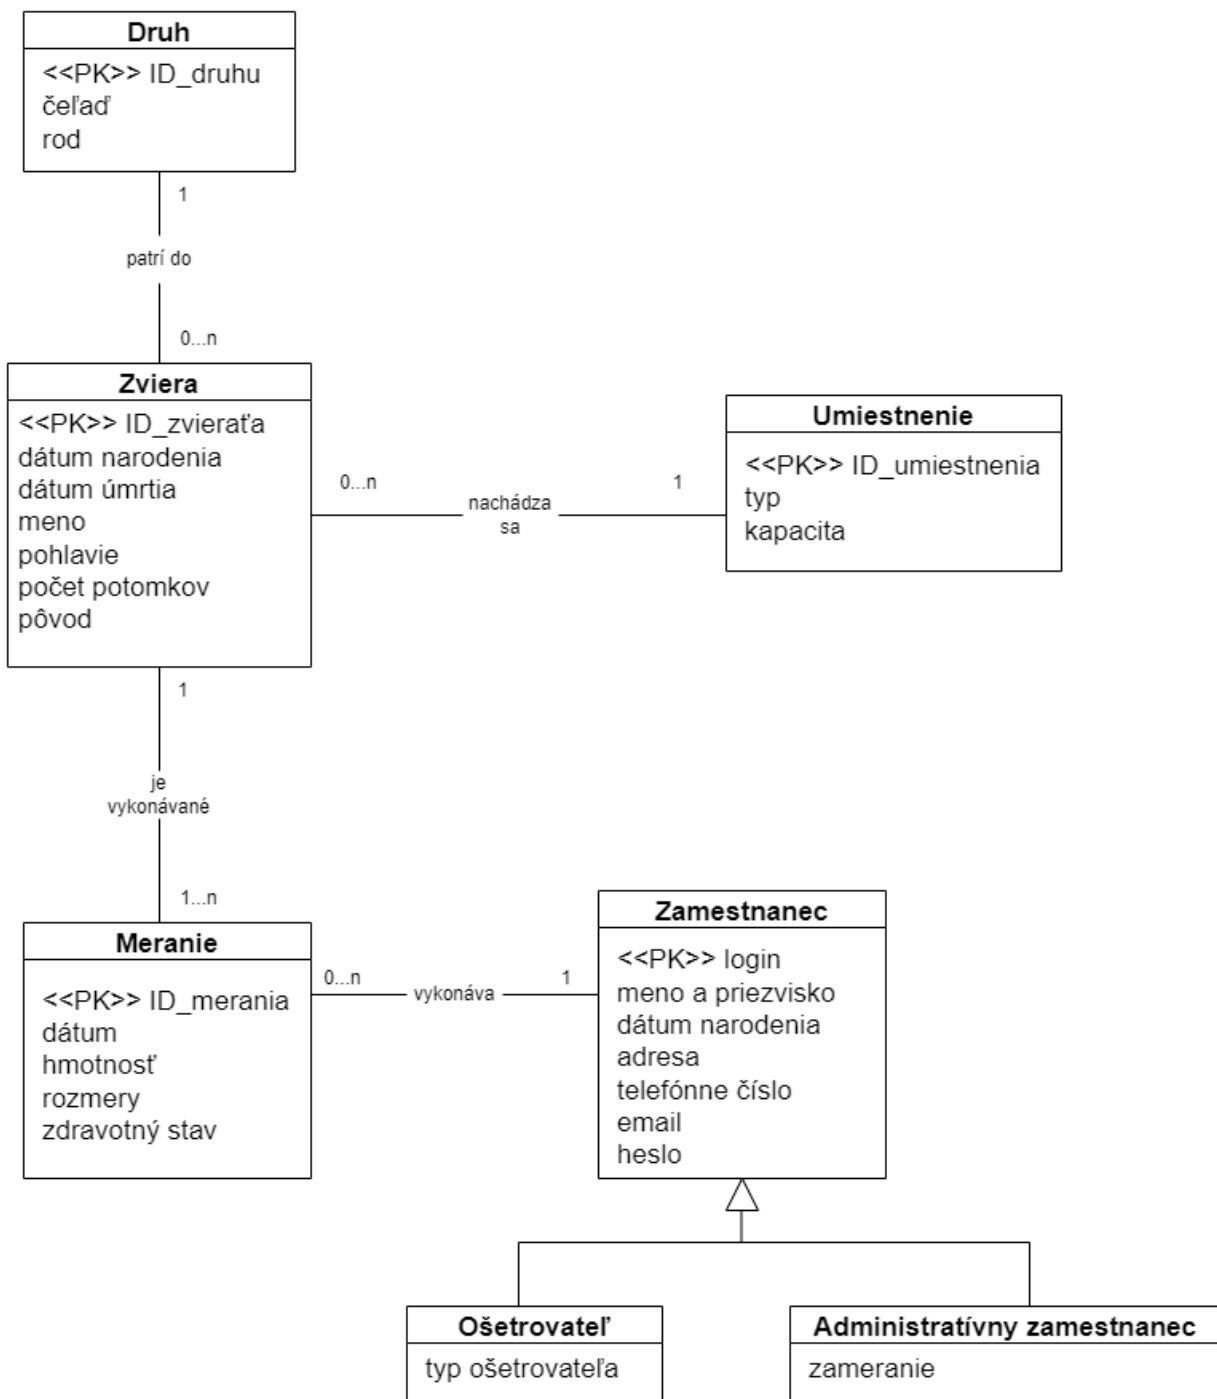 Druh
<<PK>> ID_druhu
čeľaď
rod
1
patrí do
0...n
Zviera
<<PK>> ID_zvieraťa
dátum narodenia
dátum úmrtia
meno
pohlavie
počet potomkov
pôvod
0...n
nachádza
sa
1
Umiestnenie
<<PK>> ID_umiestnenia
typ
kapacita
1
je
vykonávané
1...n
Meranie
<<PK>> ID_merania
dátum
hmotnosť
rozmery
zdravotný stav
0...n
vykonáva
1
Zamestnanec
<<PK>> login
meno a priezvisko
dátum narodenia
adresa
telefónne číslo
email
heslo
Ošetrovateľ
typ ošetrovateľa
Administratívny zamestnanec
zameranie